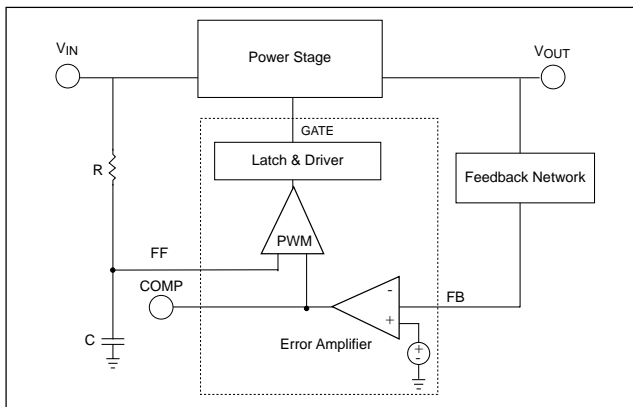 VIN
Power Stage
VOUT
GATE
Latch & Driver
R
Feedback Network
PWM
FF
COMP
FB
-
+
C
Error Amplifier
+
-